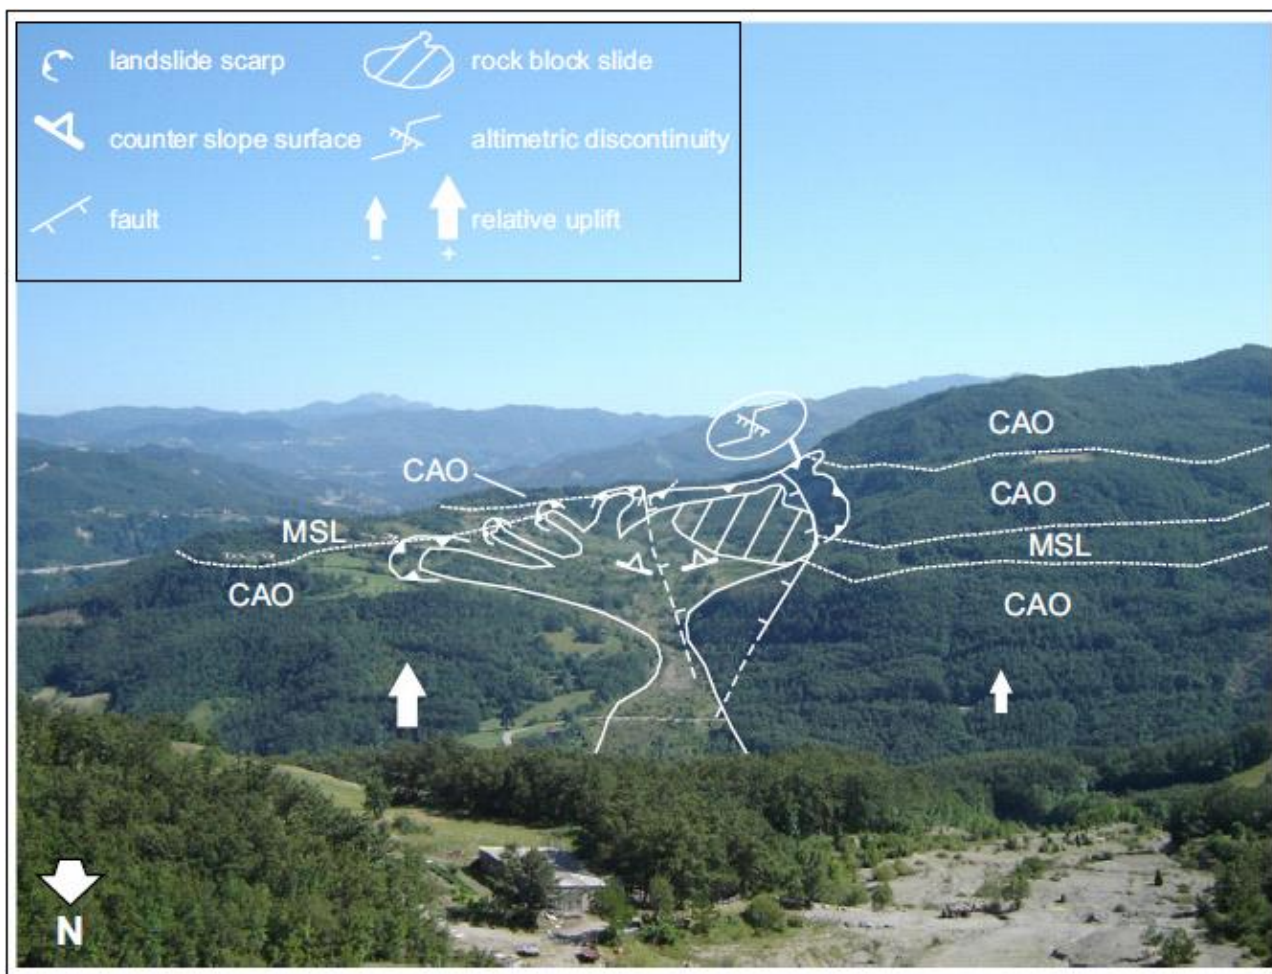 landslide scarp
rock block slide
counter slope surface
altimetric discontinuity
fault
relative uplift
-
+
CAO
CAO
CAO
MSL
MSL
CAO
CAO
N